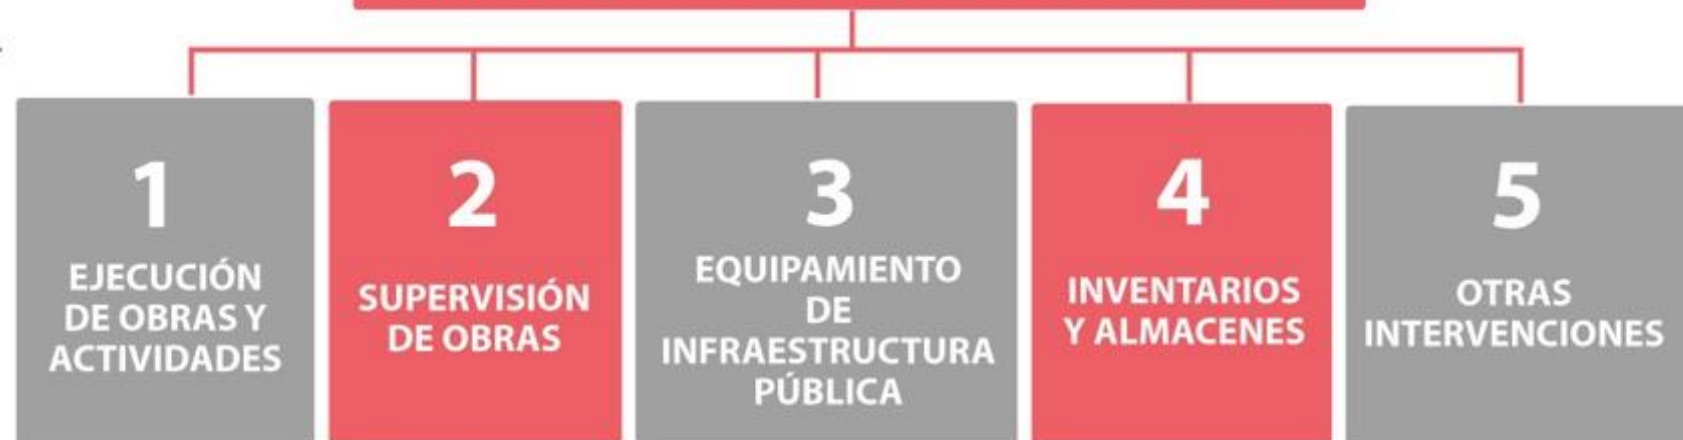 1
EJECUCIÓN
DE OBRAS Y
ACTIVIDADES
2
SUPERVISIÓN
DE OBRAS
3
EQUIPAMIENTO
DE
INFRAESTRUCTURA
PÚBLICA
4
INVENTARIOS
Y ALMACENES
5
OTRAS
INTERVENCIONES